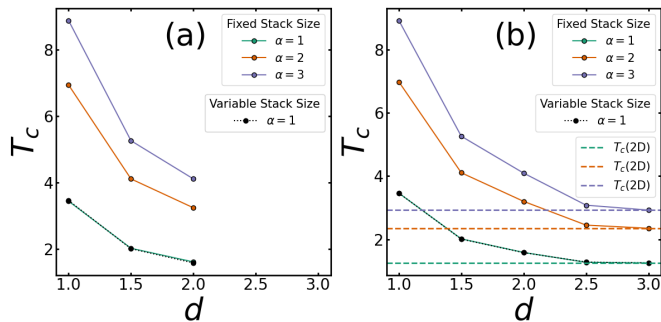 (a)
Fixed Stack Size
α = 1
α = 2
α = 3
Variable Stack Size
α = 1
T_c
8
6
4
2
1.0 1.5 2.0 2.5 3.0
d
(b)
Fixed Stack Size
α = 1
α = 2
α = 3
Variable Stack Size
α = 1
T_c(2D)
T_c(2D)
T_c(2D)
T_c
8
6
4
2
1.0 1.5 2.0 2.5 3.0
d